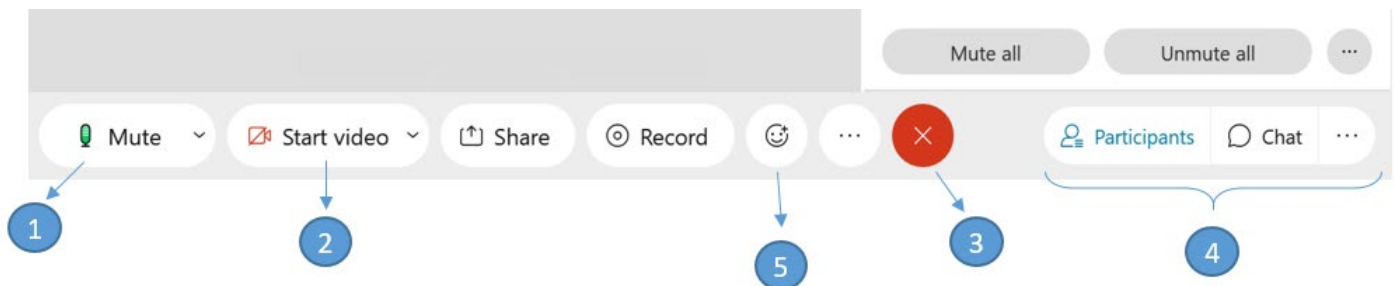 Mute all Unmute all ...
Mute Start video Share Record ... Participants Chat ...
1 2 5 3 4